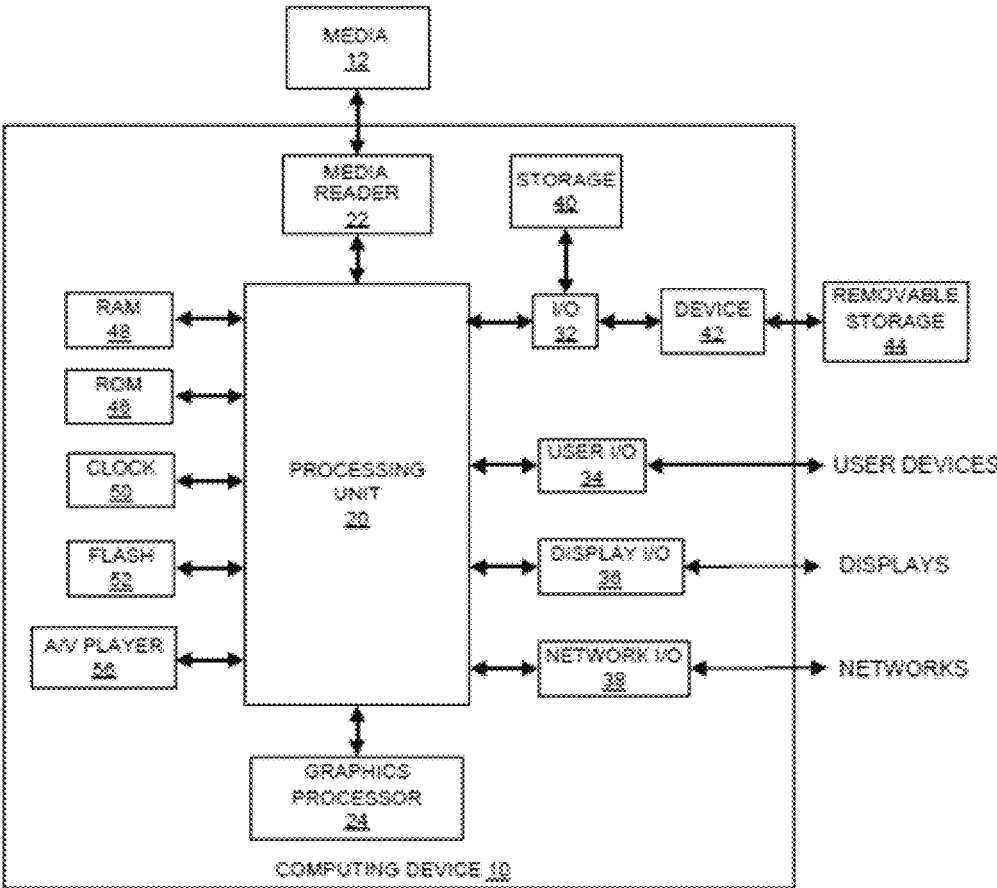 MEDIA
12
MEDIA
READER
22
STORAGE
40
RAM
48
I/O
32
DEVICE
42
REMOVABLE
STORAGE
44
ROM
46
CLOCK
50
PROCESSING
UNIT
20
USER I/O
34
USER DEVICES
FLASH
52
DISPLAY I/O
36
DISPLAYS
A/V PLAYER
56
NETWORK I/O
38
NETWORKS
GRAPHICS
PROCESSOR
24
COMPUTING DEVICE 10